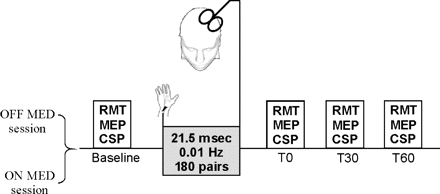 OFF MED
session
ON MED
session
RMT
MEP
CSP
Baseline
21.5 msec
0.01 Hz
180 pairs
RMT
MEP
CSP
T0
RMT
MEP
CSP
T30
RMT
MEP
CSP
T60